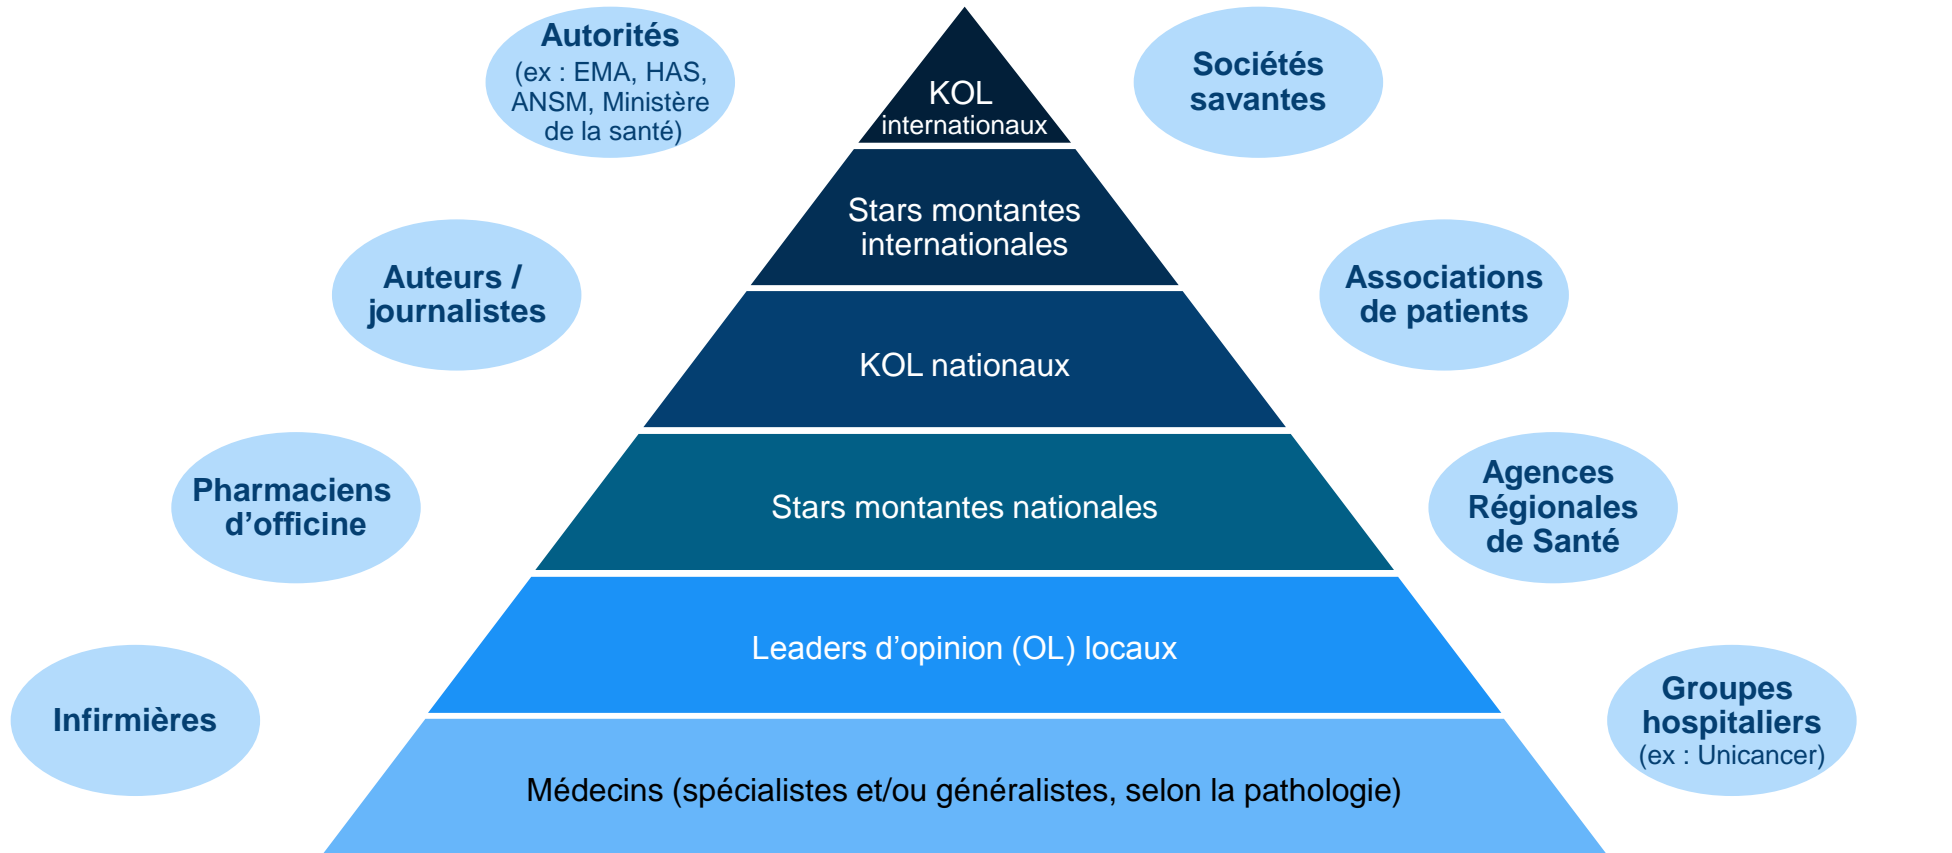 Autorités
(ex : EMA, HAS,
ANSM, Ministère
de la santé)
Sociétés
savantes
KOL
internationaux
Stars montantes
internationales
Auteurs /
journalistes
Associations
de patients
KOL nationaux
Pharmaciens
d’officine
Stars montantes nationales
Agences
Régionales
de Santé
Leaders d’opinion (OL) locaux
Infirmières
Groupes
hospitaliers
(ex : Unicancer)
Médecins (spécialistes et/ou généralistes, selon la pathologie)